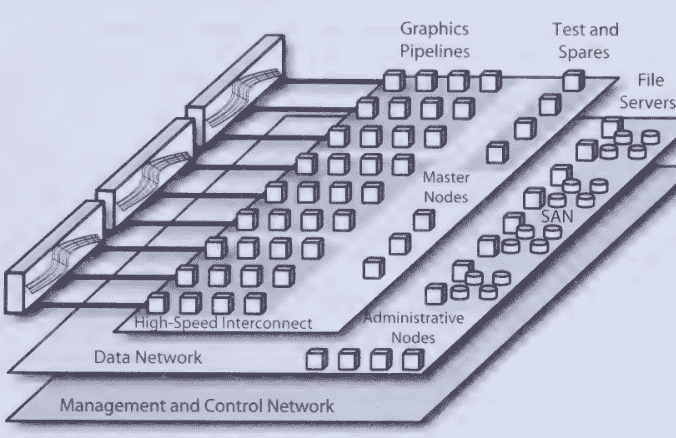 Graphics
Pipelines
Test and
Spares
File
Servers
Master
Nodes
SAN
High-Speed Interconnect
Administrative
Nodes
Data Network
Management and Control Network